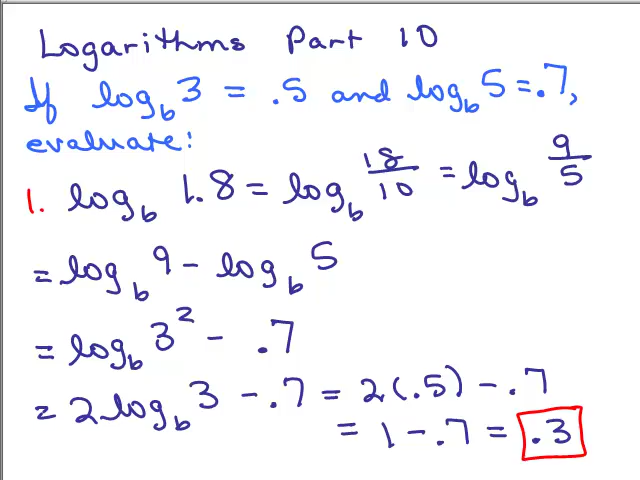 Logarithms Part 10
If log_b 3 = .5 and log_b 5 = .7,
evaluate:
1. log_b 1.8 = log_b 18/10 = log_b 9/5
= log_b 9 - log_b 5
= log_b 3² - .7
= 2 log_b 3 - .7 = 2(.5) - .7
= 1 - .7 = .3